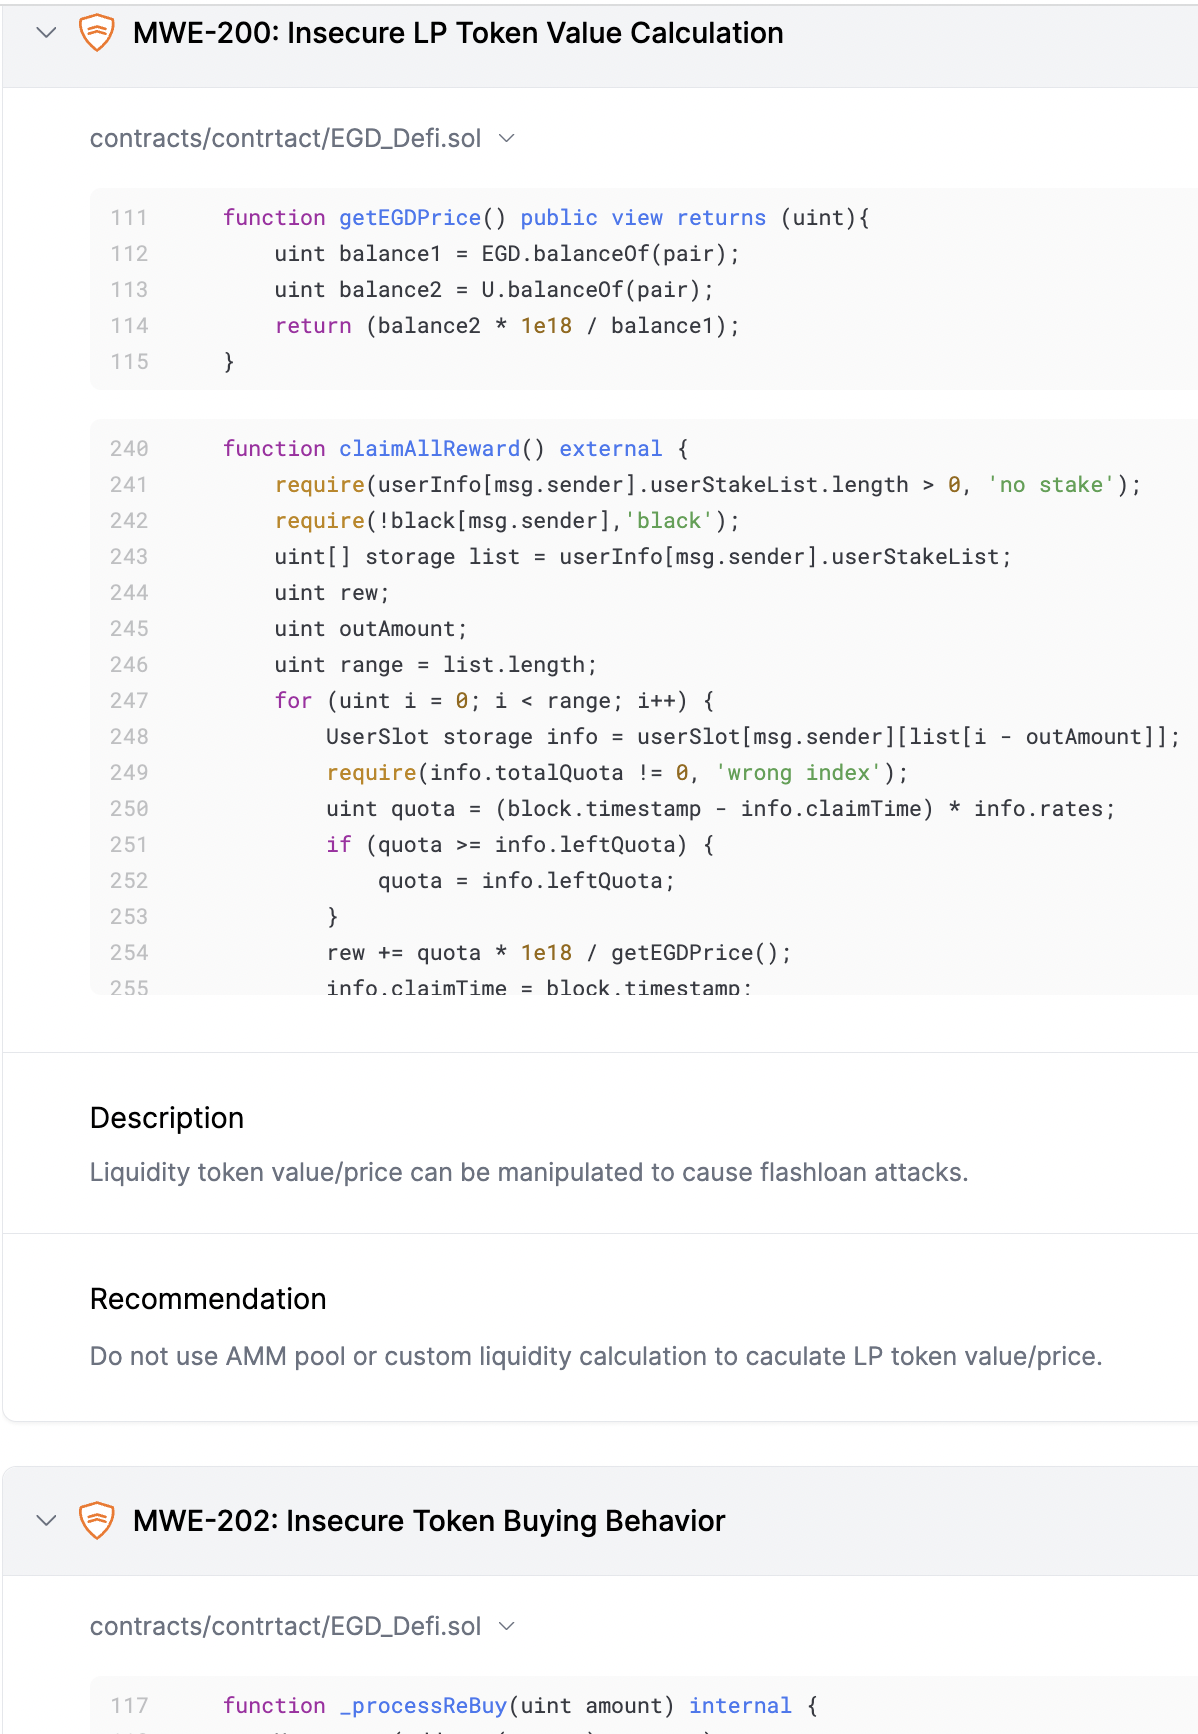 MWE-200: Insecure LP Token Value Calculation
contracts/contrtact/EGD_Defi.sol
111 function getEGDPrice() public view returns (uint){
112 uint balance1 = EGD.balanceOf(pair);
113 uint balance2 = U.balanceOf(pair);
114 return (balance2 * 1e18 / balance1);
115 }
240 function claimAllReward() external {
241 require(userInfo[msg.sender].userStakeList.length > 0, 'no stake');
242 require(!black[msg.sender],'black');
243 uint[] storage list = userInfo[msg.sender].userStakeList;
244 uint rew;
245 uint outAmount;
246 uint range = list.length;
247 for (uint i = 0; i < range; i++) {
248 UserSlot storage info = userSlot[msg.sender][list[i - outAmount]];
249 require(info.totalQuota != 0, 'wrong index');
250 uint quota = (block.timestamp - info.claimTime) * info.rates;
251 if (quota >= info.leftQuota) {
252 quota = info.leftQuota;
253 }
254 rew += quota * 1e18 / getEGDPrice();
255 info.claimTime = block.timestamp;
Description
Liquidity token value/price can be manipulated to cause flashloan attacks.
Recommendation
Do not use AMM pool or custom liquidity calculation to caculate LP token value/price.
MWE-202: Insecure Token Buying Behavior
contracts/contrtact/EGD_Defi.sol
117 function _processReBuy(uint amount) internal {